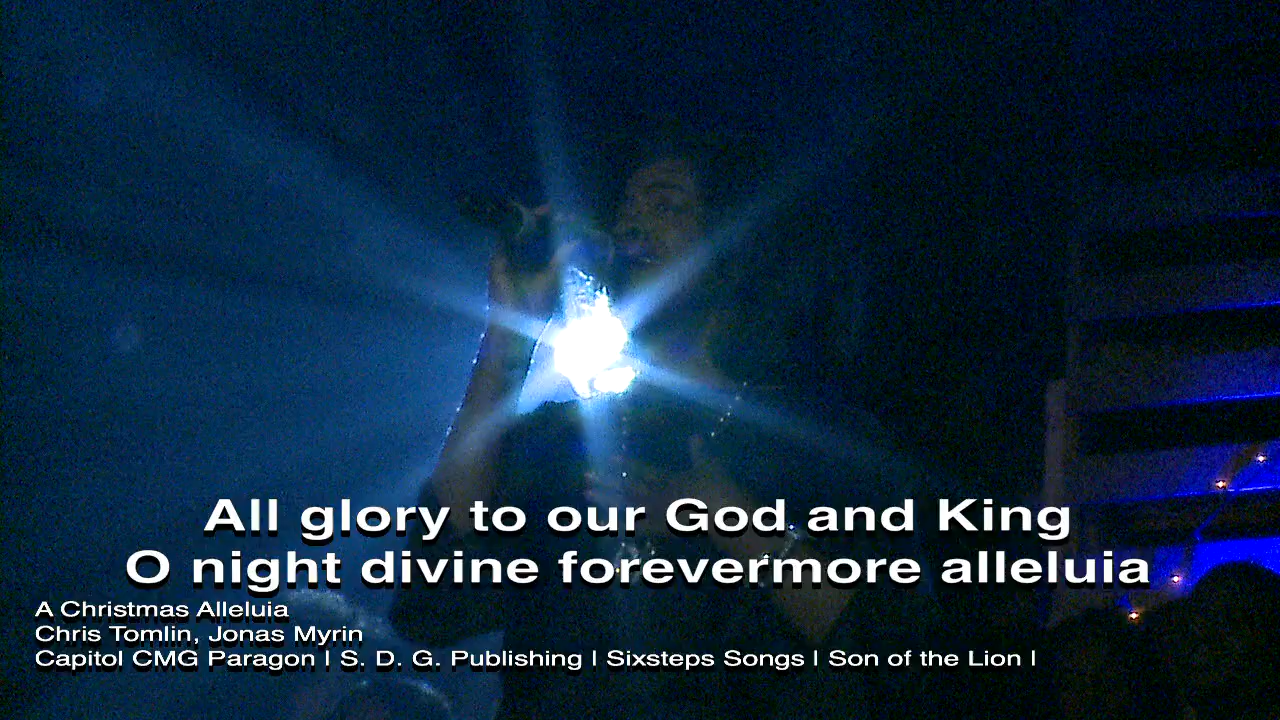 All glory to our God and King
O night divine forevermore alleluia
A Christmas Alleluia
Chris Tomlin, Jonas Myrin
Capitol CMG Paragon | S. D. G. Publishing | Sixsteps Songs | Son of the Lion |